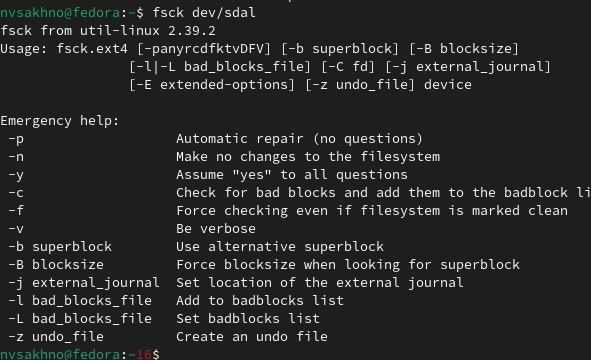 nvsakhno@fedora:~$ fsck dev/sdal
fsck from util-linux 2.39.2
Usage: fsck.ext4 [-panyrcdfktvDFV] [-b superblock] [-B blocksize]
[-l|-L bad_blocks_file] [-C fd] [-j external_journal]
[-E extended-options] [-z undo_file] device
Emergency help:
-p Automatic repair (no questions)
-n Make no changes to the filesystem
-y Assume "yes" to all questions
-c Check for bad blocks and add them to the badblock li
-f Force checking even if filesystem is marked clean
-v Be verbose
-b superblock Use alternative superblock
-B blocksize Force blocksize when looking for superblock
-j external_journal Set location of the external journal
-l bad_blocks_file Add to badblocks list
-L bad_blocks_file Set badblocks list
-z undo_file Create an undo file
nvsakhno@fedora:~16$